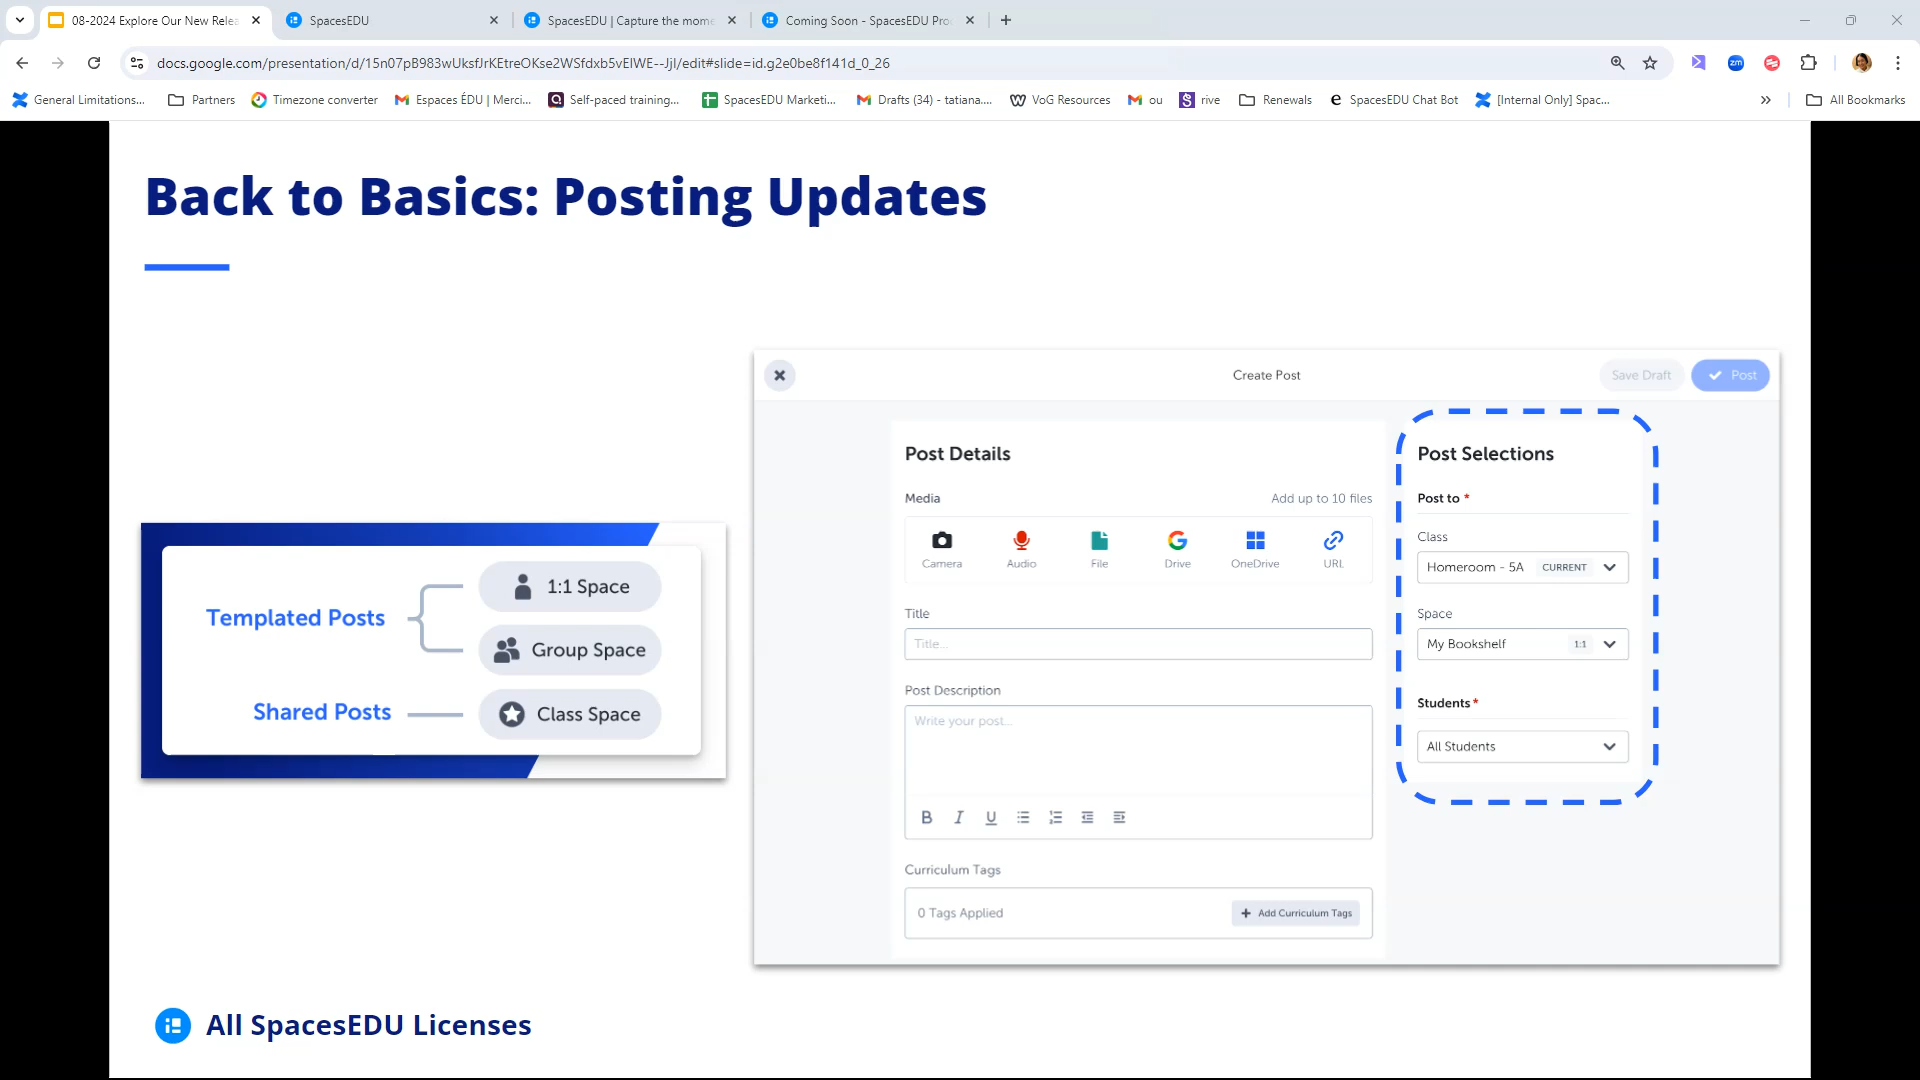 08-2024 Explore Our New Relea
SpacesEDU
SpacesEDU | Capture the mome
Coming Soon - SpacesEDU Pro
docs.google.com/presentation/d/15n07pB983wUksfJrKEtreOKse2WSfdxb5vEIWE--JjI/edit#slide=id.g2e0be8f141d_0_26
zm
General Limitations...
Partners
Timezone converter
Espaces ÉDU | Merci...
Self-paced training...
SpacesEDU Marketi...
Drafts (34) - tatiana....
VoG Resources
ou
rive
Renewals
SpacesEDU Chat Bot
[Internal Only] Spac...
All Bookmarks
Back to Basics: Posting Updates
Templated Posts
1:1 Space
Group Space
Shared Posts
Class Space
Create Post
Save Draft
Post
Post Details
Media
Add up to 10 files
Camera
Audio
File
Drive
OneDrive
URL
Title
Title...
Post Description
Write your post...
B I U
Curriculum Tags
0 Tags Applied
+ Add Curriculum Tags
Post Selections
Post to *
Class
Homeroom - 5A CURRENT
Space
My Bookshelf 1:1
Students*
All Students
All SpacesEDU Licenses